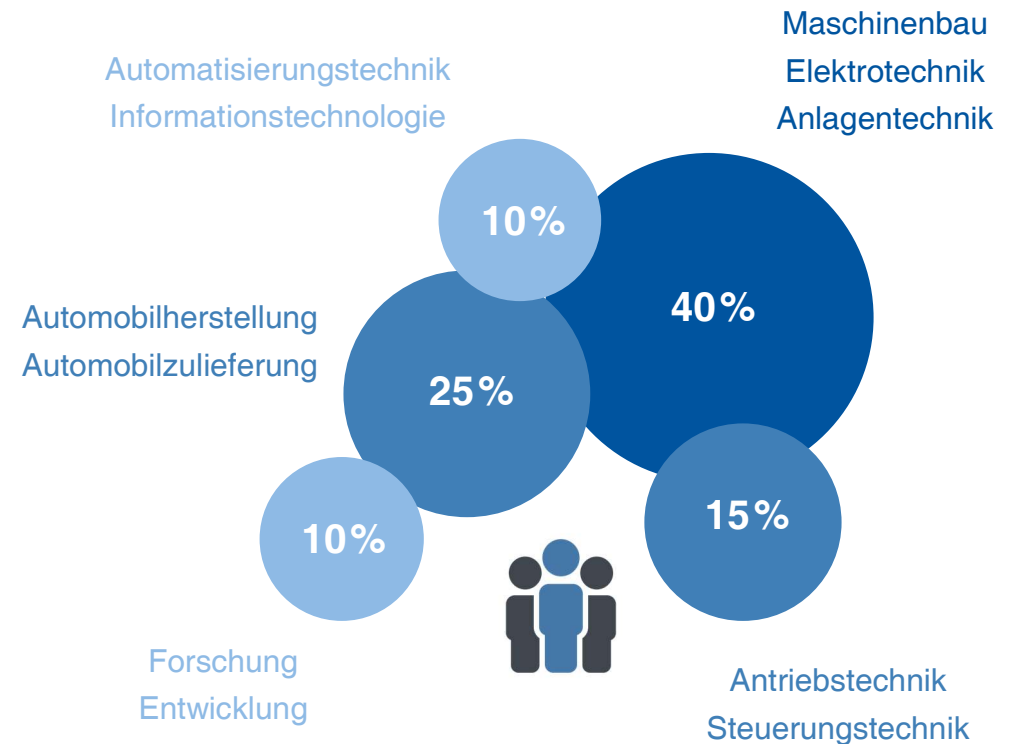 Maschinenbau
Elektrotechnik
Anlagentechnik
Automatisierungstechnik
Informationstechnologie
10%
40%
Automobilherstellung
Automobilzulieferung
25%
10%
15%
Forschung
Entwicklung
Antriebstechnik
Steuerungstechnik